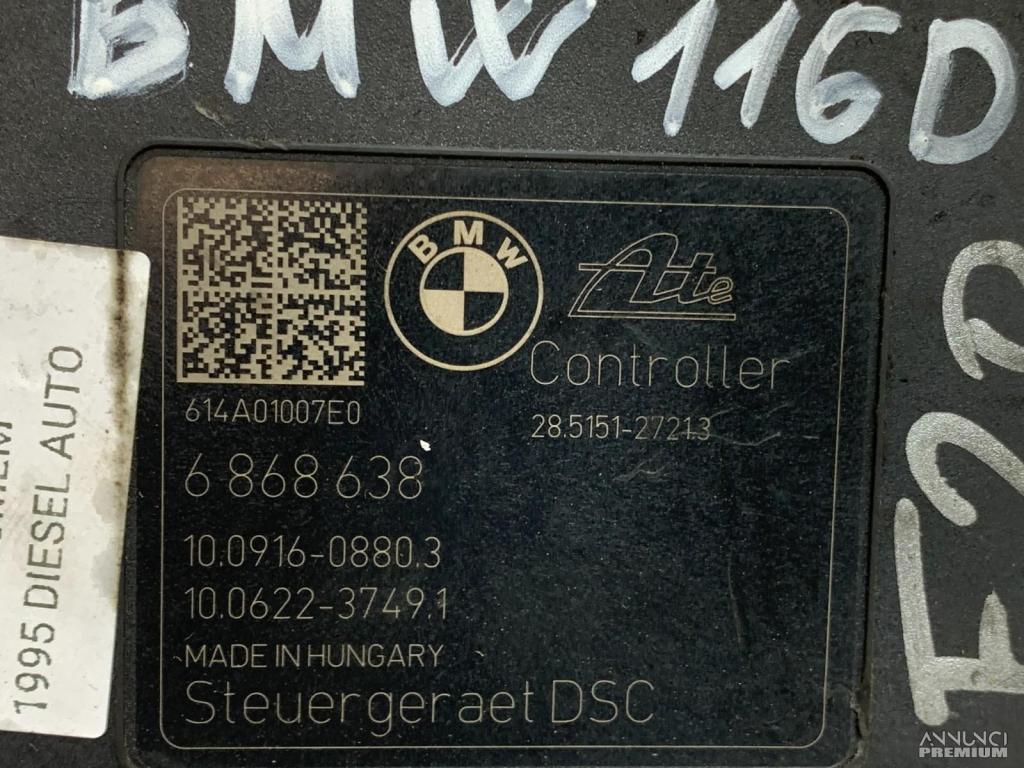 BMW 116D
BMW
Ate
Controller
614A01007E0
28.5151-2721.3
6 868 638
10.0916-0880.3
10.0622-3749.1
MADE IN HUNGARY
Steuergeraet DSC
1995 DIESEL AUTO
ANNUNCI
PREMIUM